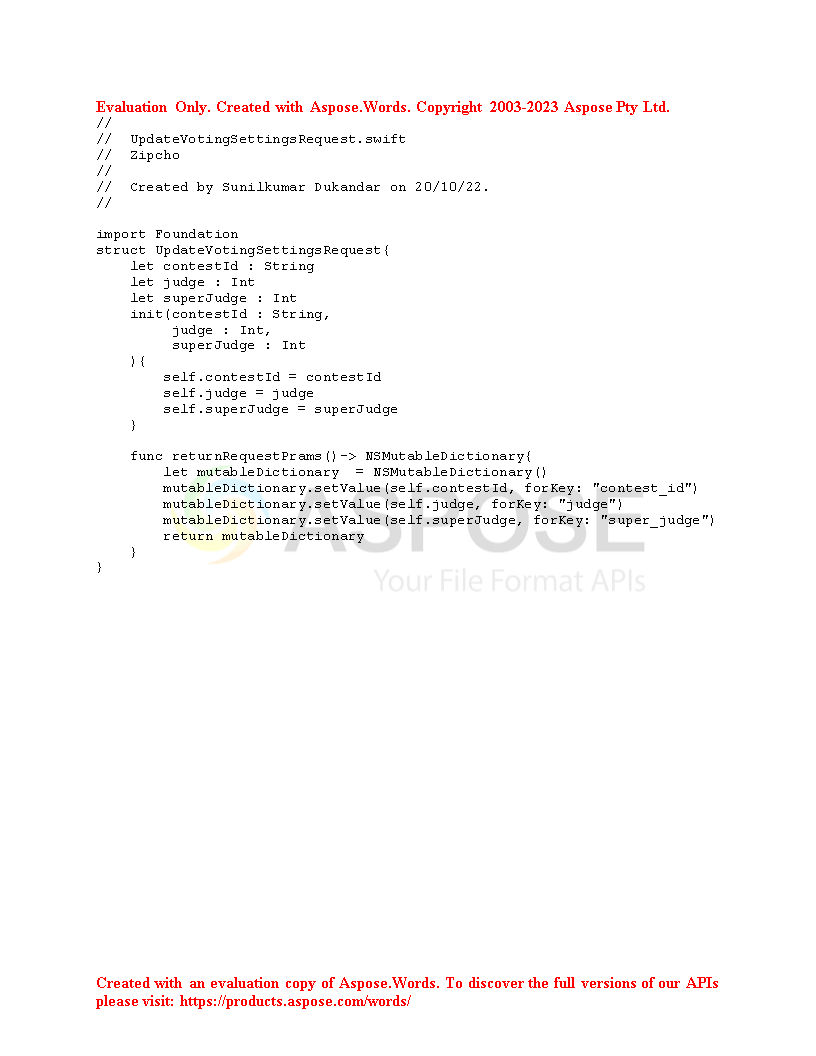 Evaluation Only. Created with Aspose.Words. Copyright 2003-2023 Aspose Pty Ltd.
//
//  UpdateVotingSettingsRequest.swift
//  Zipcho
//
//  Created by Sunilkumar Dukandar on 20/10/22.
//

import Foundation
struct UpdateVotingSettingsRequest{
    let contestId : String
    let judge : Int
    let superJudge : Int
    init(contestId : String,
         judge : Int,
         superJudge : Int
    ){
        self.contestId = contestId
        self.judge = judge
        self.superJudge = superJudge
    }

    func returnRequestPrams()-> NSMutableDictionary{
        let mutableDictionary  = NSMutableDictionary()
        mutableDictionary.setValue(self.contestId, forKey: "contest_id")
        mutableDictionary.setValue(self.judge, forKey: "judge")
        mutableDictionary.setValue(self.superJudge, forKey: "super_judge")
        return mutableDictionary
    }
}
ASPOSE
Your File Format APIs
Created with an evaluation copy of Aspose.Words. To discover the full versions of our APIs
please visit: https://products.aspose.com/words/